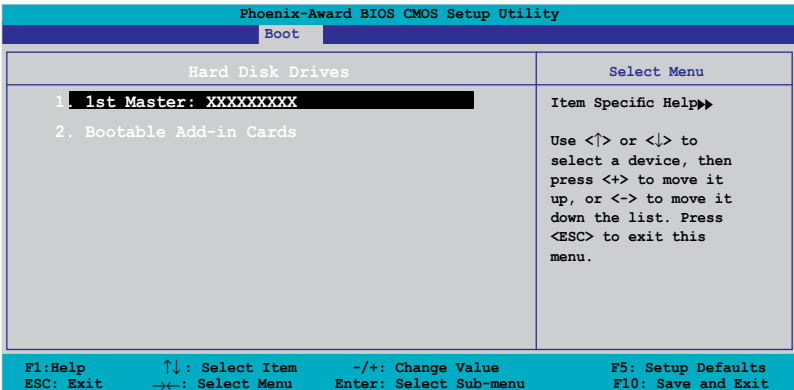 Phoenix-Award BIOS CMOS Setup Utility
Boot
Hard Disk Drives
Select Menu
1. 1st Master: XXXXXXXXX
2. Bootable Add-in Cards
Item Specific Help▶▶
Use <↑> or <↓> to
select a device, then
press <+> to move it
up, or <-> to move it
down the list. Press
<ESC> to exit this
menu.
F1:Help ↑↓: Select Item -/+: Change Value F5: Setup Defaults
ESC: Exit →←: Select Menu Enter: Select Sub-menu F10: Save and Exit